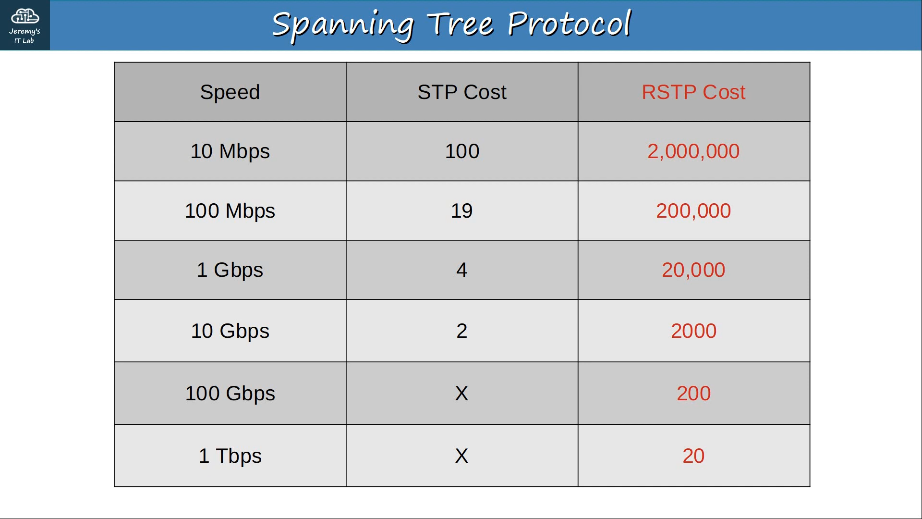 Jeremy's
IT Lab
Spanning Tree Protocol
Speed STP Cost RSTP Cost
10 Mbps 100 2,000,000
100 Mbps 19 200,000
1 Gbps 4 20,000
10 Gbps 2 2000
100 Gbps X 200
1 Tbps X 20